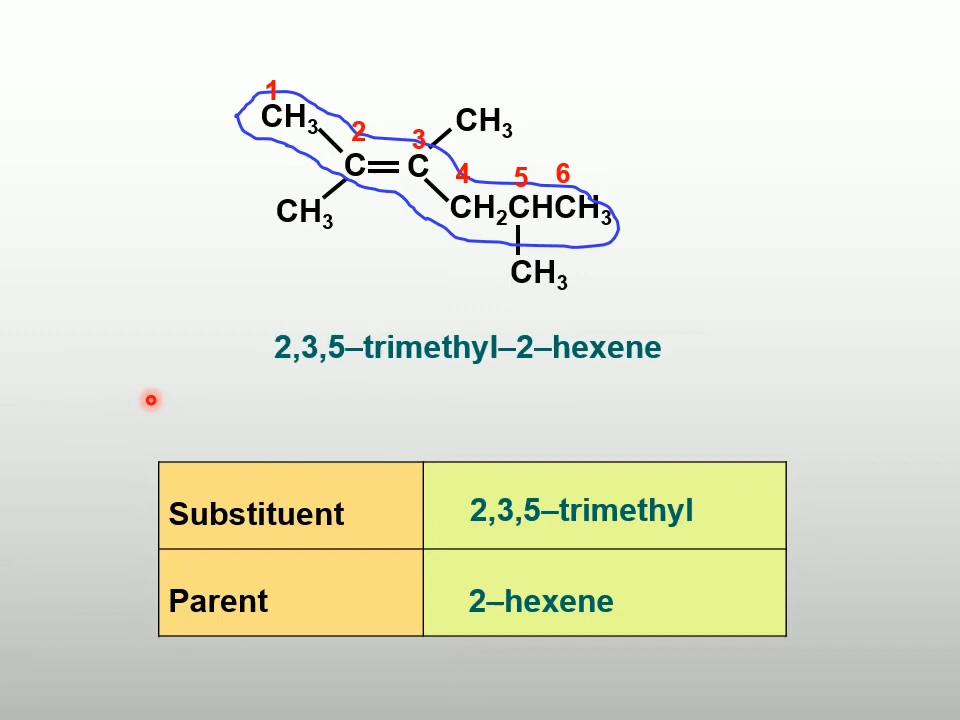 1
CH₃ 2 3 CH₃
C=C 4 5 6
CH₃ CH₂CHCH₃
CH₃
2,3,5–trimethyl–2–hexene
Substituent 2,3,5–trimethyl
Parent 2–hexene